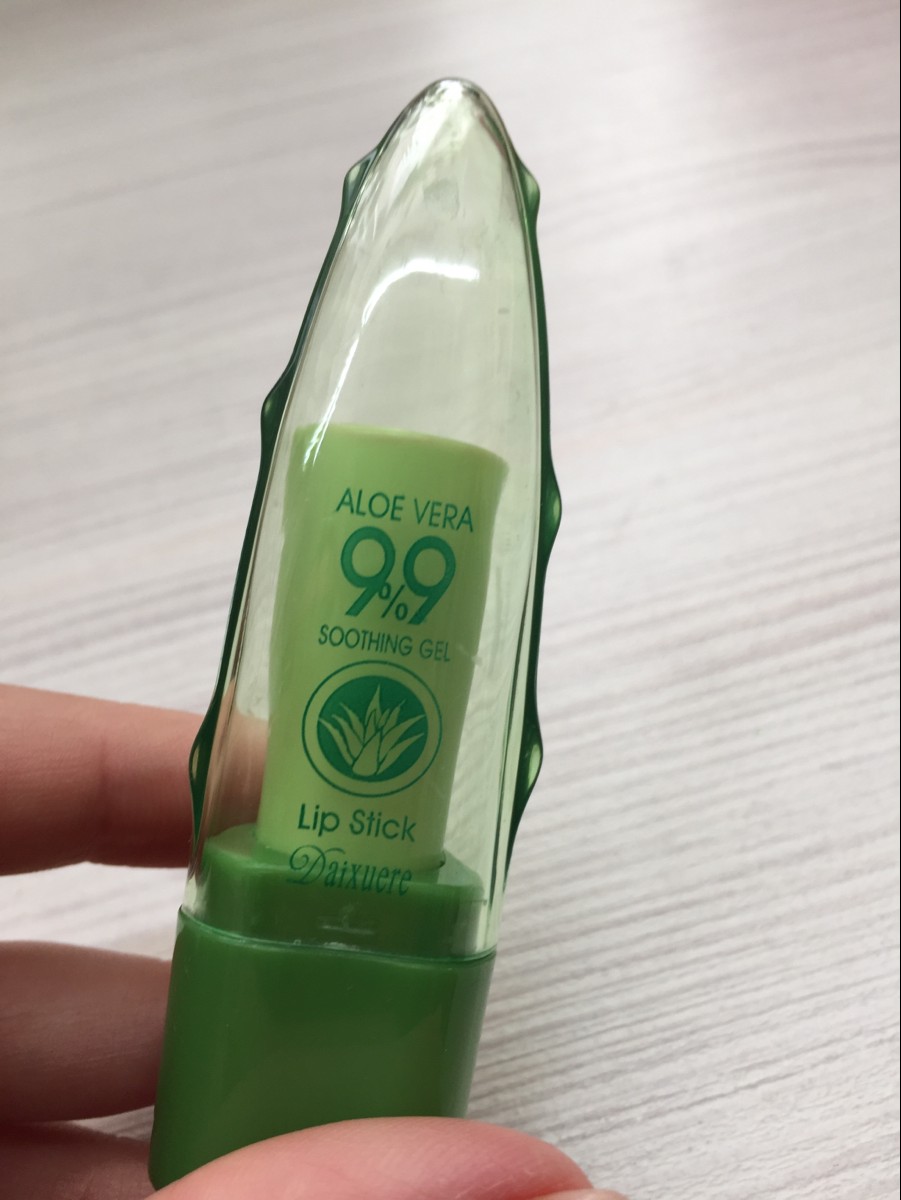 ALOE VERA
99%
SOOTHING GEL
Lip Stick
Daixuere